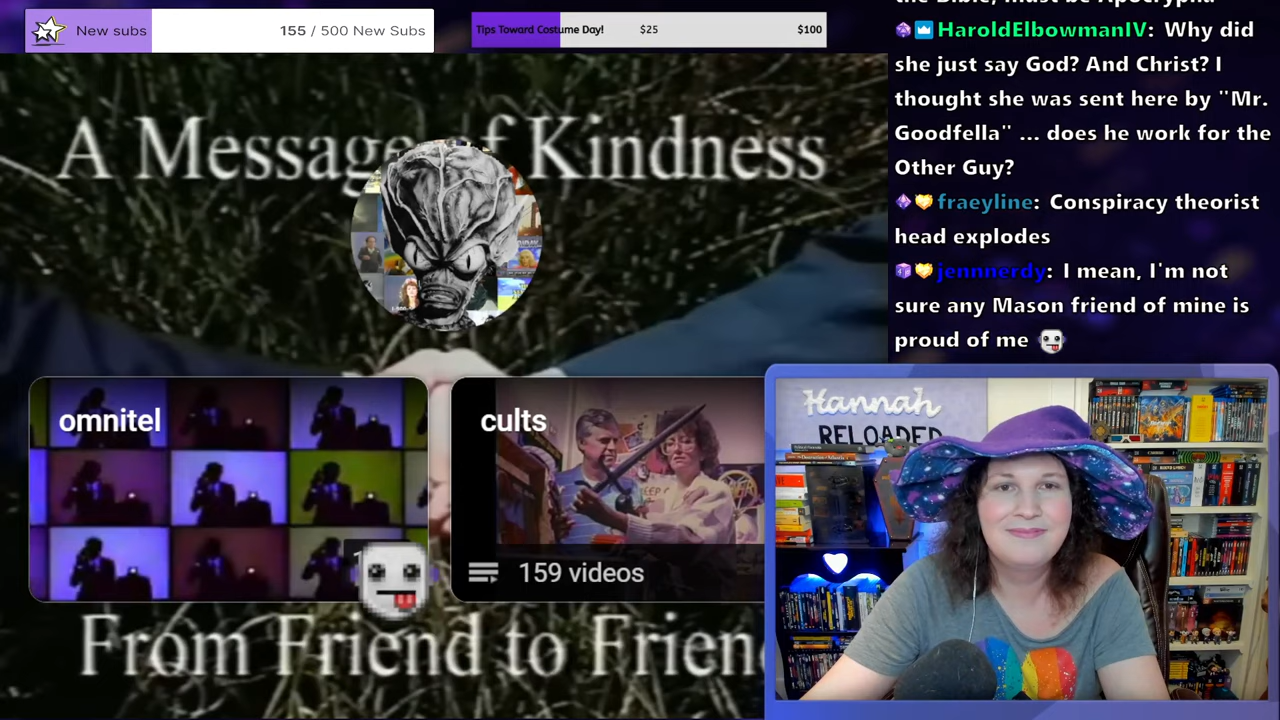 New subs
155 / 500 New Subs
Tips Toward Costume Day!
$25
$100
HaroldElbowmanIV: Why did
she just say God? And Christ? I
thought she was sent here by "Mr.
Goodfella" ... does he work for the
Other Guy?
fraeyline: Conspiracy theorist
head explodes
jennnerdy: I mean, I'm not
sure any Mason friend of mine is
proud of me
A Message of Kindness
omnitel
cults
159 videos
From Friend to Frien
Hannah
RELOADED